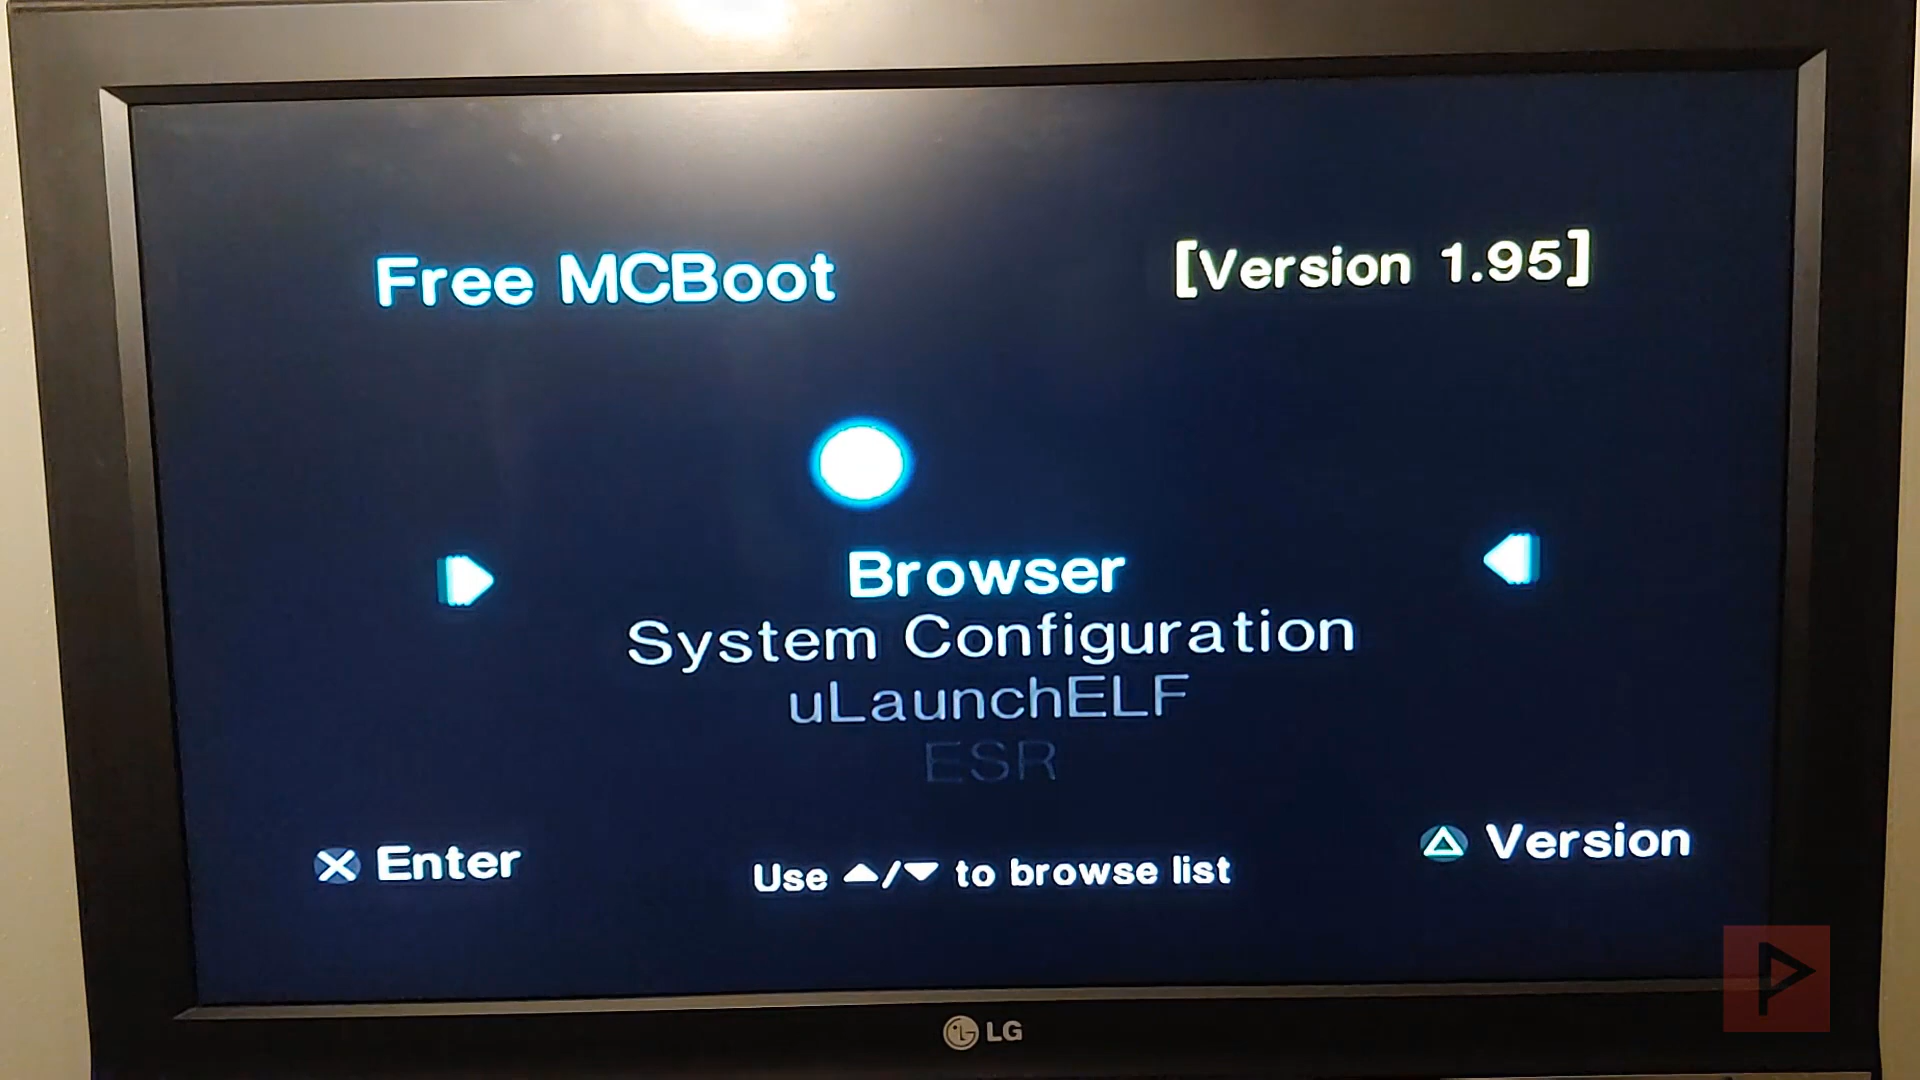 Free MCBoot
[Version 1.95]
Browser
System Configuration
uLaunchELF
ESR
Enter
Use ▲/▼ to browse list
Version
LG